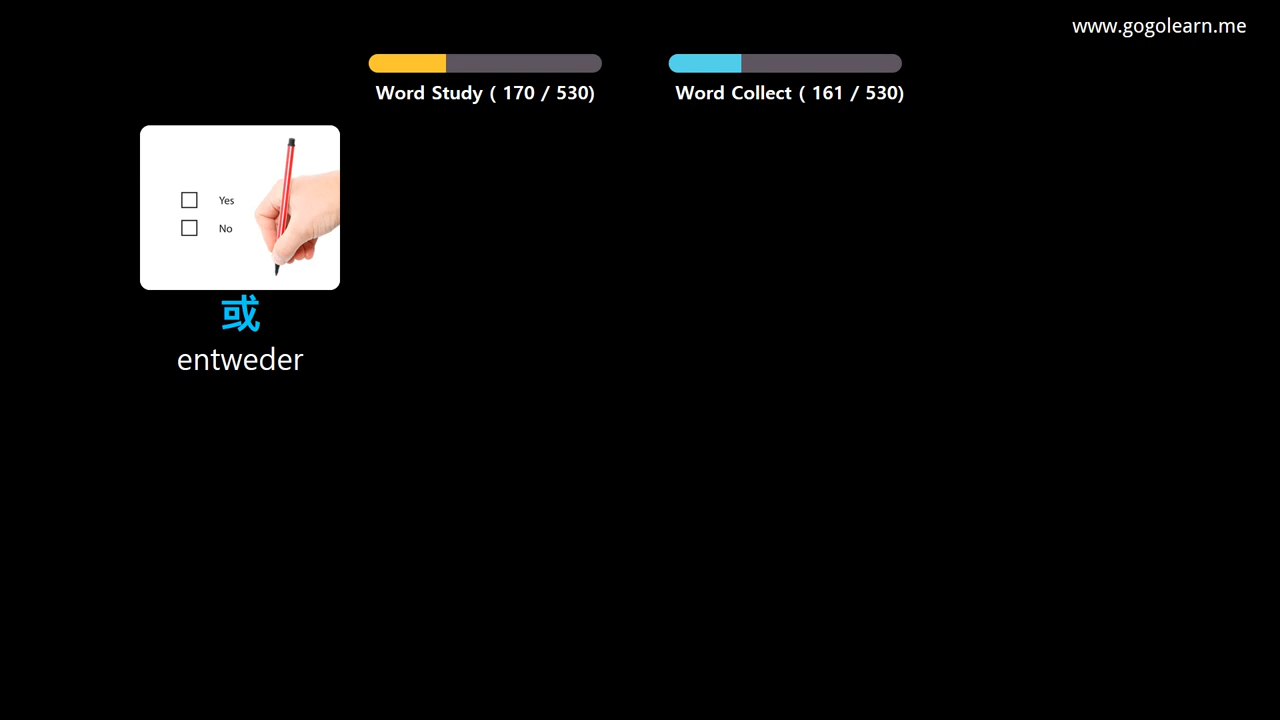 www.gogolearn.me
Word Study ( 170 / 530)
Word Collect ( 161 / 530)
Yes
No
或
entweder